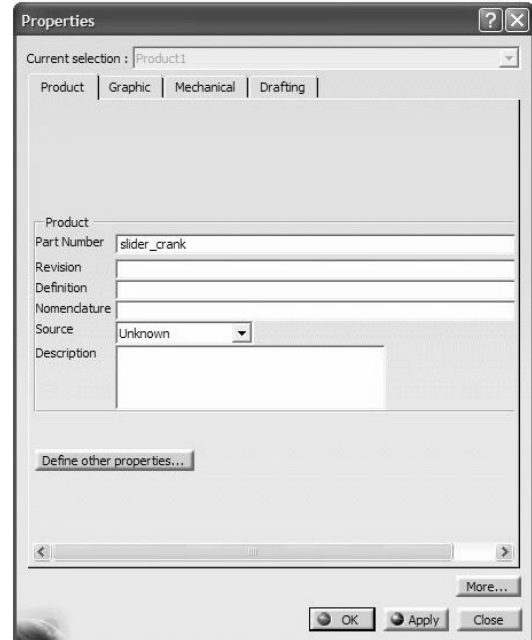 Properties
Current selection : Product1
Product Graphic Mechanical Drafting
Product
Part Number slider_crank
Revision
Definition
Nomenclature
Source Unknown
Description
Define other properties...
More...
OK Apply Close